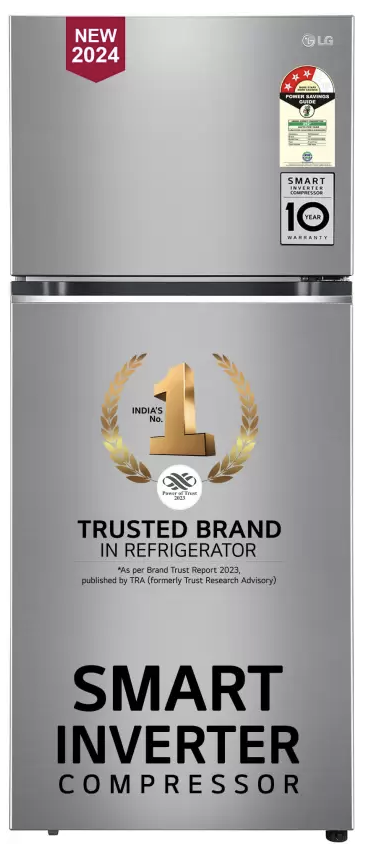 NEW
2024
LG
POWER SAVINGS
GUIDE
SMART
INVERTER
COMPRESSOR
10
YEAR
WARRANTY
INDIA'S
No.
1
Power of Trust
2023
TRUSTED BRAND
IN REFRIGERATOR
*As per Brand Trust Report 2023,
published by TRA (formerly Trust Research Advisory)
SMART
INVERTER
COMPRESSOR